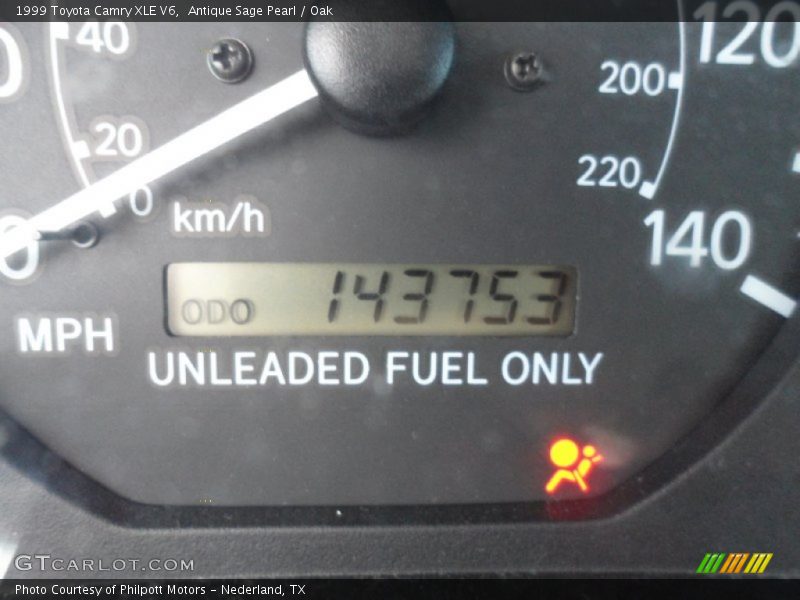 1999 Toyota Camry XLE V6,  Antique Sage Pearl / Oak
40
20
0
km/h
0
MPH
120
200
220
140
ODO 143753
UNLEADED FUEL ONLY
GTCARLOT.COM
Photo Courtesy of Philpott Motors – Nederland, TX